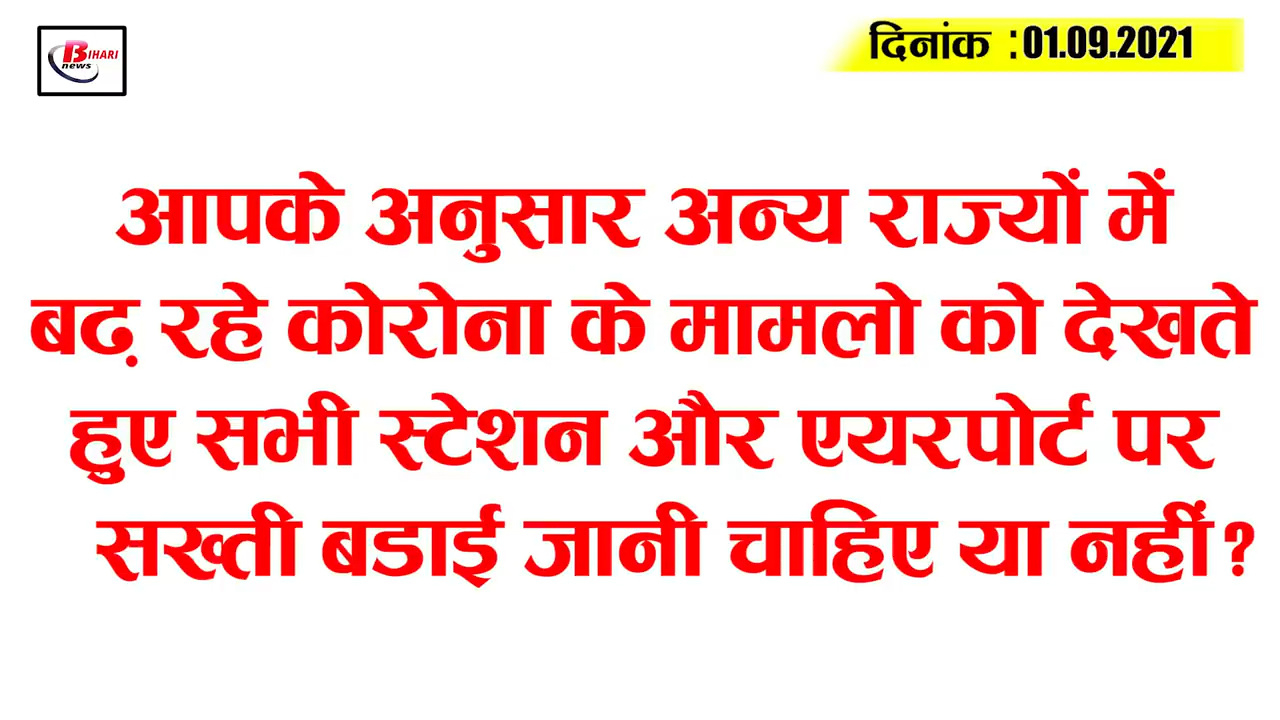 BIHARI
news
दिनांक : 01.09.2021
आपके अनुसार अन्य राज्यों में
बढ़ रहे कोरोना के मामलो को देखते
हुए सभी स्टेशन और एयरपोर्ट पर
सख्ती बडाई जानी चाहिए या नहीं?